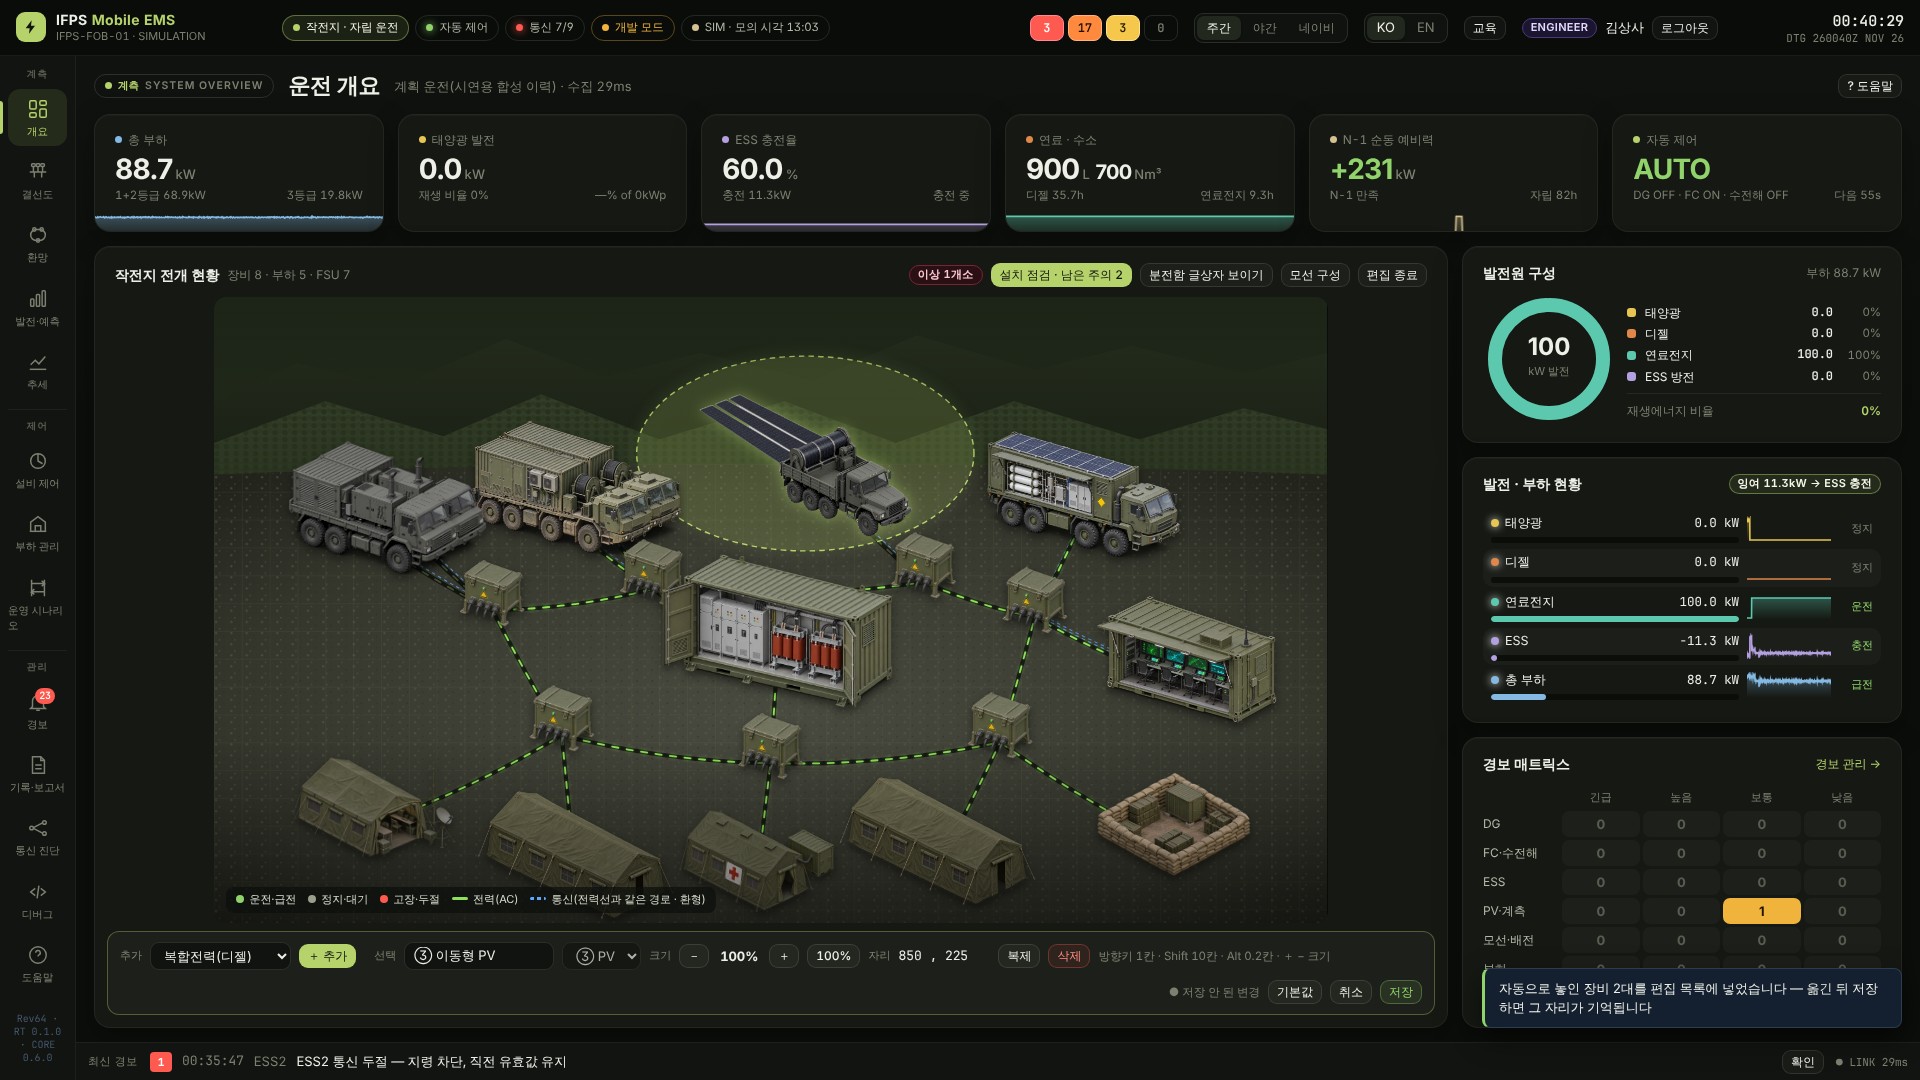 IFPS Mobile EMS
IFPS-FOB-01 · SIMULATION
작전지 · 자립 운전
자동 제어
통신 7/9
개발 모드
SIM · 모의 시각 13:03
3 17 3 0
주간 야간 네이비
KO EN
교육
ENGINEER 김상사 로그아웃
00:40:29
DTG 260040Z NOV 26
계측
개요
결선도
환망
발전·예측
추세
제어
설비 제어
부하 관리
운영 시나리오
관리
23
경보
기록·보고서
통신 진단
디버그
도움말
Rev64 ·
RT 0.1.0
· CORE
0.6.0
계측 SYSTEM OVERVIEW
운전 개요
계획 운전(시연용 합성 이력) · 수집 29ms
? 도움말
총 부하
88.7 kW
1+2등급 68.9kW 3등급 19.8kW
태양광 발전
0.0 kW
재생 비율 0% —% of 0kWp
ESS 충전율
60.0 %
충전 11.3kW 충전 중
연료 · 수소
900 L 700 Nm³
디젤 35.7h 연료전지 9.3h
N-1 순동 예비력
+231 kW
N-1 만족 자립 82h
자동 제어
AUTO
DG OFF · FC ON · 수전해 OFF 다음 55s
작전지 전개 현황 장비 8 · 부하 5 · FSU 7
이상 1개소
설치 점검 · 남은 주의 2
분전함 글상자 보이기
모선 구성
편집 종료
운전·급전
정지·대기
고장·두절
전력(AC)
통신(전력선과 같은 경로 · 환형)
추가 복합전력(디젤) + 추가 선택 ③ 이동형 PV ③ PV 크기 − 100% + 100% 자리 850 , 225 복제 삭제 방향키 1칸 · Shift 10칸 · Alt 0.2칸 · + − 크기
저장 안 된 변경 기본값 취소 저장
발전원 구성 부하 88.7 kW
100
kW 발전
태양광 0.0 0%
디젤 0.0 0%
연료전지 100.0 100%
ESS 방전 0.0 0%
재생에너지 비율 0%
발전 · 부하 현황 잉여 11.3kW → ESS 충전
태양광 0.0 kW 정지
디젤 0.0 kW 정지
연료전지 100.0 kW 운전
ESS -11.3 kW 충전
총 부하 88.7 kW 급전
경보 매트릭스 경보 관리 →
긴급 높음 보통 낮음
DG 0 0 0 0
FC·수전해 0 0 0 0
ESS 0 0 0 0
PV·계측 0 0 1 0
모선·배전 0 0 0 0
자동으로 놓인 장비 2대를 편집 목록에 넣었습니다 — 옮긴 뒤 저장
하면 그 자리가 기억됩니다
최신 경보 1 00:35:47 ESS2 ESS2 통신 두절 — 지령 차단, 직전 유효값 유지
확인 LINK 29ms